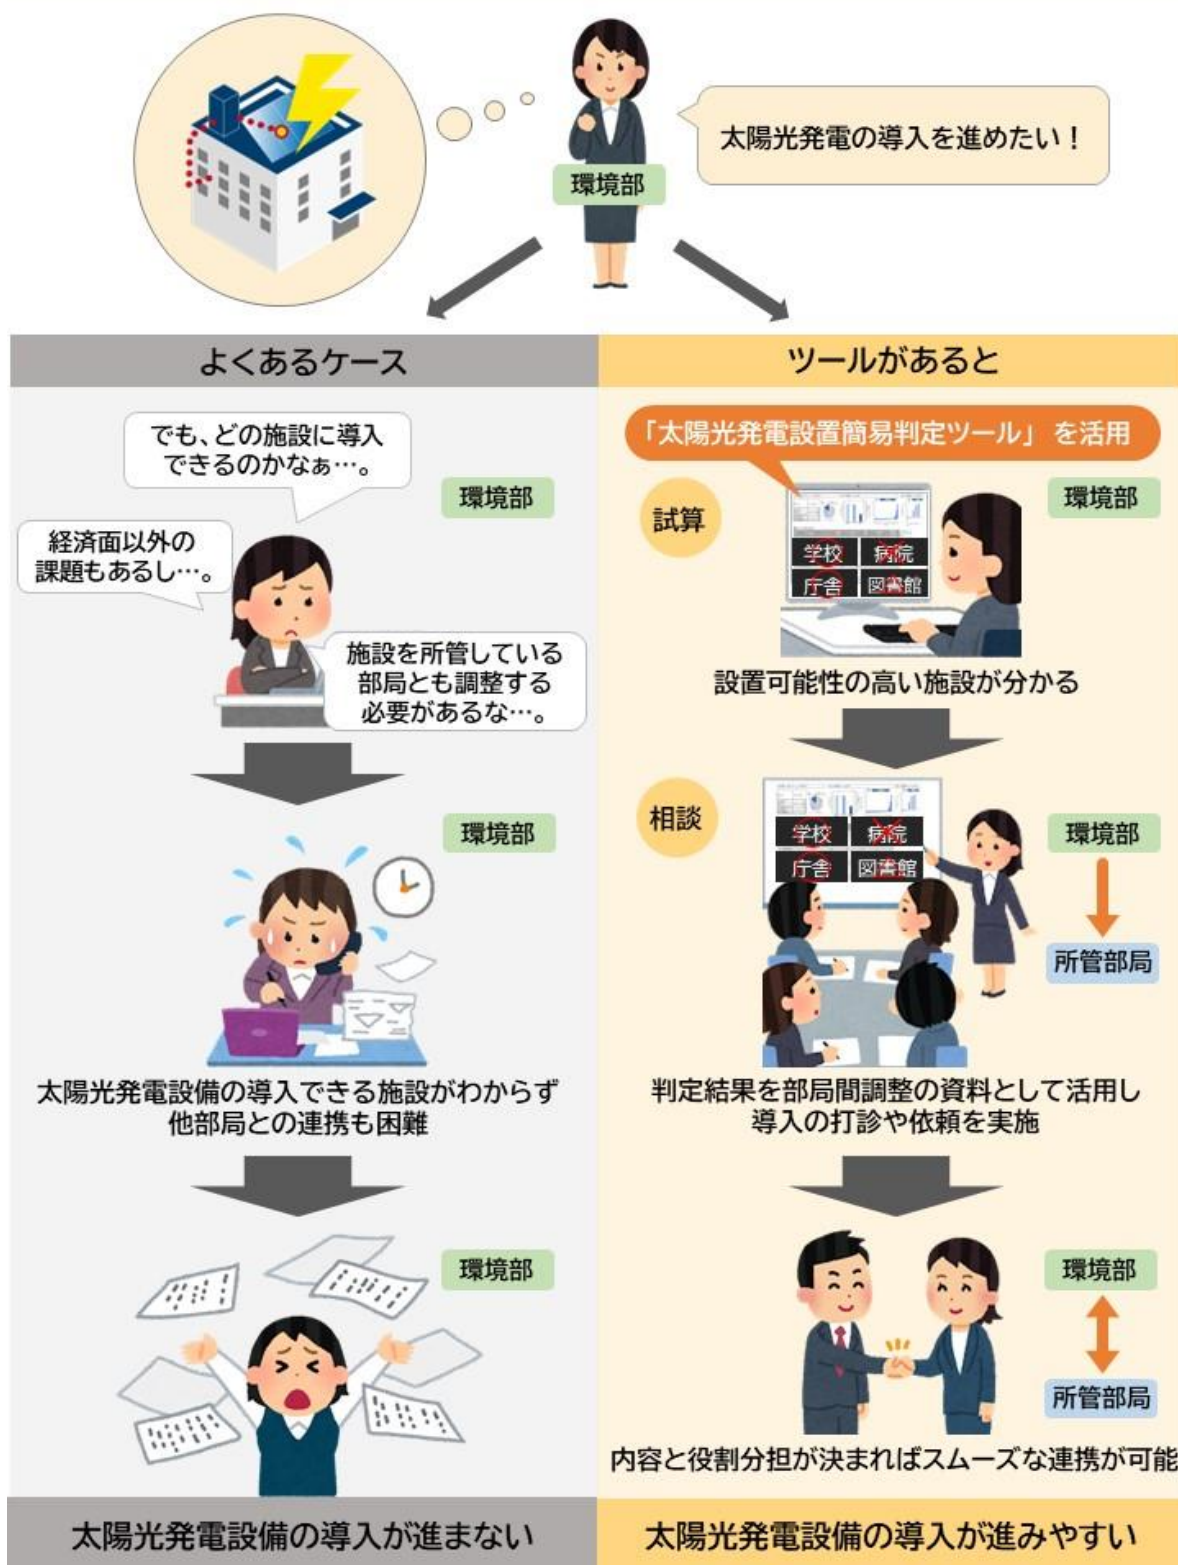 太陽光発電の導入を進めたい！
環境部
よくあるケース
でも、どの施設に導入
できるのかなぁ…。
環境部
経済面以外の
課題もあるし…。
施設を所管している
部局とも調整する
必要があるな…。
環境部
太陽光発電設備の導入できる施設がわからず
他部局との連携も困難
環境部
太陽光発電設備の導入が進まない
ツールがあると
「太陽光発電設置簡易判定ツール」 を活用
試算
環境部
学校 病院
庁舎 図書館
設置可能性の高い施設が分かる
相談
学校 病院
庁舎 図書館
環境部
所管部局
判定結果を部局間調整の資料として活用し
導入の打診や依頼を実施
環境部
所管部局
内容と役割分担が決まればスムーズな連携が可能
太陽光発電設備の導入が進みやすい